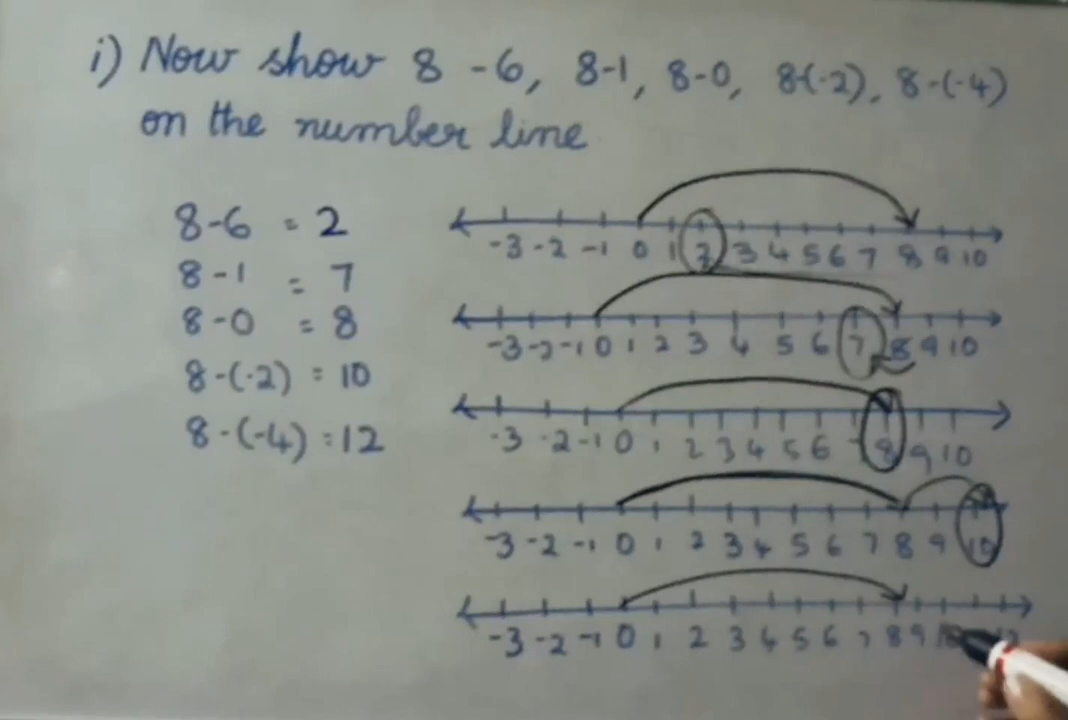 i) Now show 8 -6, 8-1, 8-0, 8-(-2), 8-(-4)
on the number line
8-6 = 2
-3 -2 -1 0 1 2 3 4 5 6 7 8 9 10
8-1 = 7
-3 -2 -1 0 1 2 3 4 5 6 7 8 9 10
8-0 = 8
-3 -2 -1 0 1 2 3 4 5 6 7 8 9 10
8-(-2) = 10
-3 -2 -1 0 1 2 3 4 5 6 7 8 9 10
8-(-4) = 12
-3 -2 -1 0 1 2 3 4 5 6 7 8 9 10 12